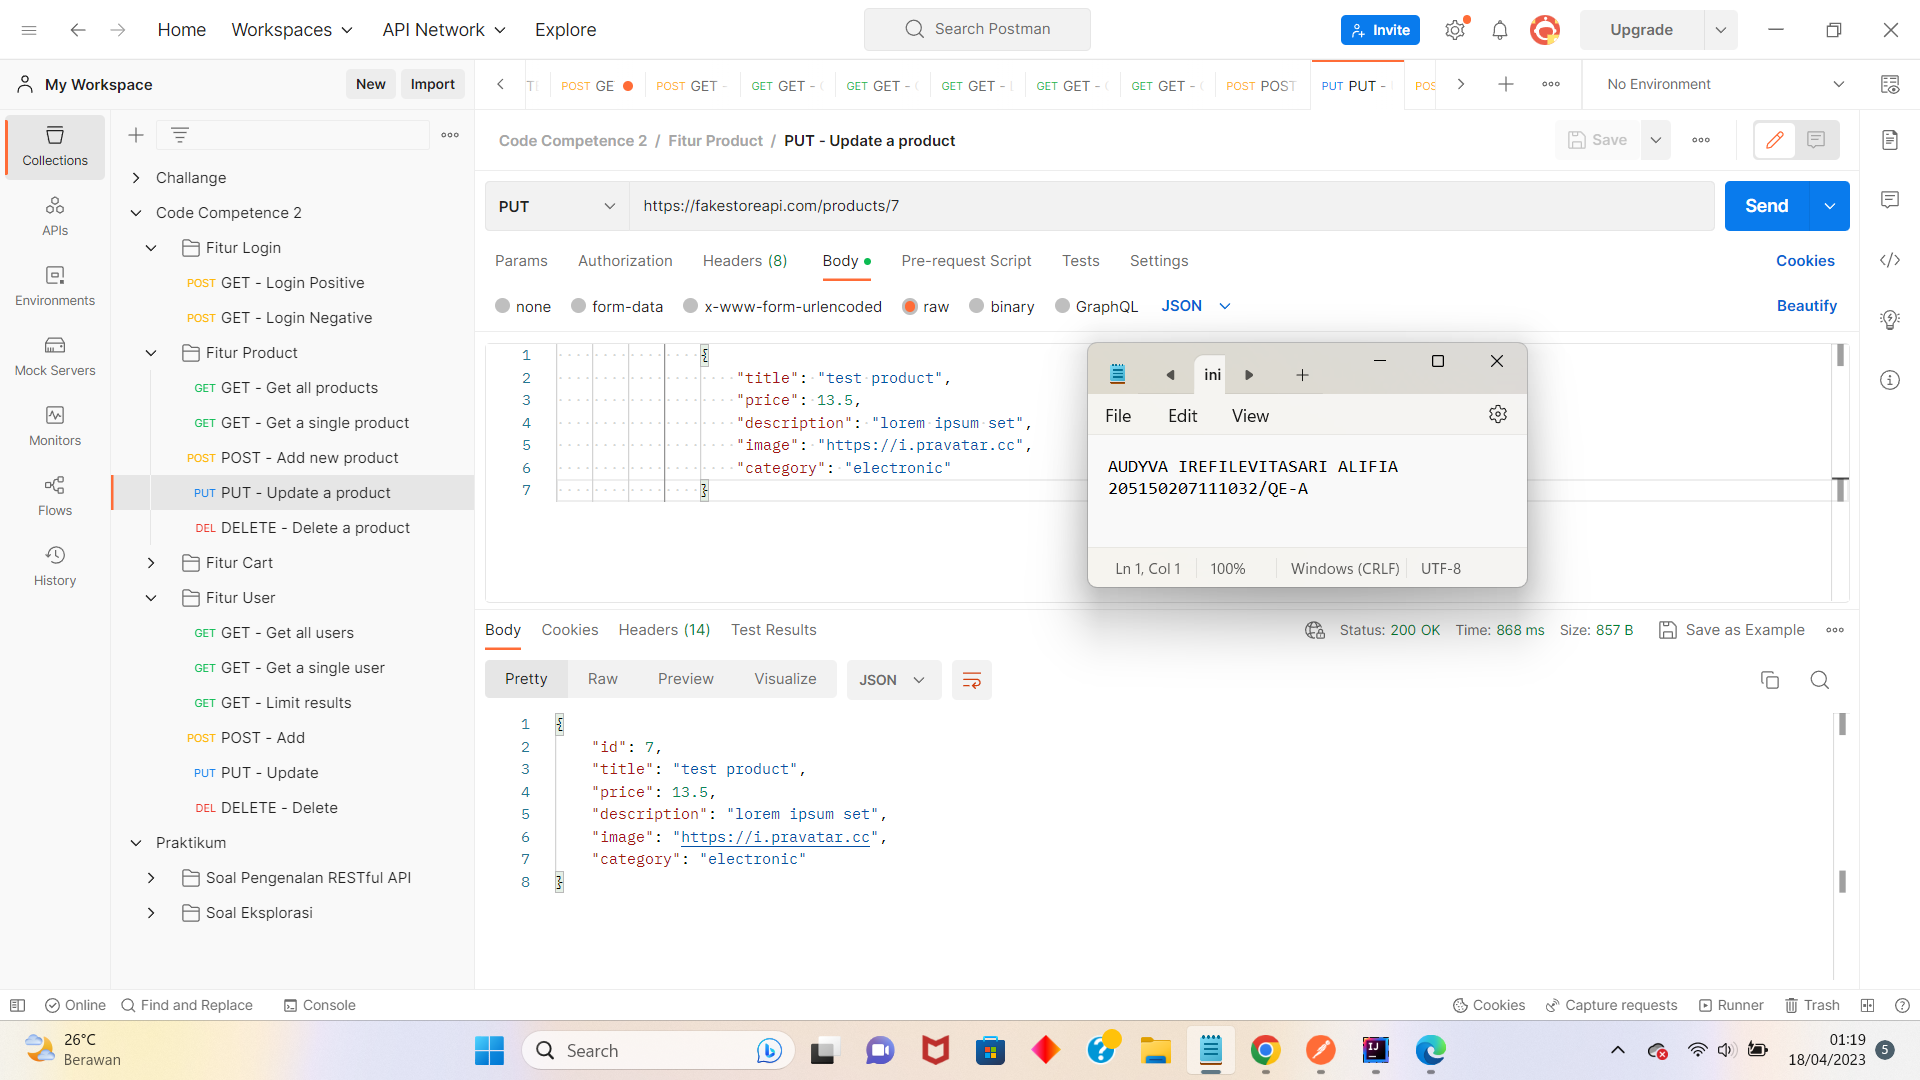 Home
Workspaces
API Network
Explore
Search Postman
Invite
Upgrade
My Workspace
New
Import
POST GE
POST GET -
GET GET -
GET GET -
GET GET -
GET GET -
GET GET -
POST POST
PUT PUT -
No Environment
Collections
APIs
Environments
Mock Servers
Monitors
Flows
History
Challange
Code Competence 2
Fitur Login
POST GET - Login Positive
POST GET - Login Negative
Fitur Product
GET GET - Get all products
GET GET - Get a single product
POST POST - Add new product
PUT PUT - Update a product
DEL DELETE - Delete a product
Fitur Cart
Fitur User
GET GET - Get all users
GET GET - Get a single user
GET GET - Limit results
POST POST - Add
PUT PUT - Update
DEL DELETE - Delete
Praktikum
Soal Pengenalan RESTful API
Soal Eksplorasi
Code Competence 2 / Fitur Product / PUT - Update a product
Save
PUT
https://fakestoreapi.com/products/7
Send
Params Authorization Headers (8) Body Pre-request Script Tests Settings
Cookies
none form-data x-www-form-urlencoded raw binary GraphQL JSON
Beautify
1 {
2 "title": "test product",
3 "price": 13.5,
4 "description": "lorem ipsum set",
5 "image": "https://i.pravatar.cc",
6 "category": "electronic"
7 }
ini
File Edit View
AUDYVA IREFILEVITASARI ALIFIA
205150207111032/QE-A
Ln 1, Col 1 100% Windows (CRLF) UTF-8
Body Cookies Headers (14) Test Results
Status: 200 OK Time: 868 ms Size: 857 B Save as Example
Pretty Raw Preview Visualize JSON
1 {
2 "id": 7,
3 "title": "test product",
4 "price": 13.5,
5 "description": "lorem ipsum set",
6 "image": "https://i.pravatar.cc",
7 "category": "electronic"
8 }
Online Find and Replace Console
Cookies Capture requests Runner Trash
26°C
Berawan
Search
01:19
18/04/2023
5